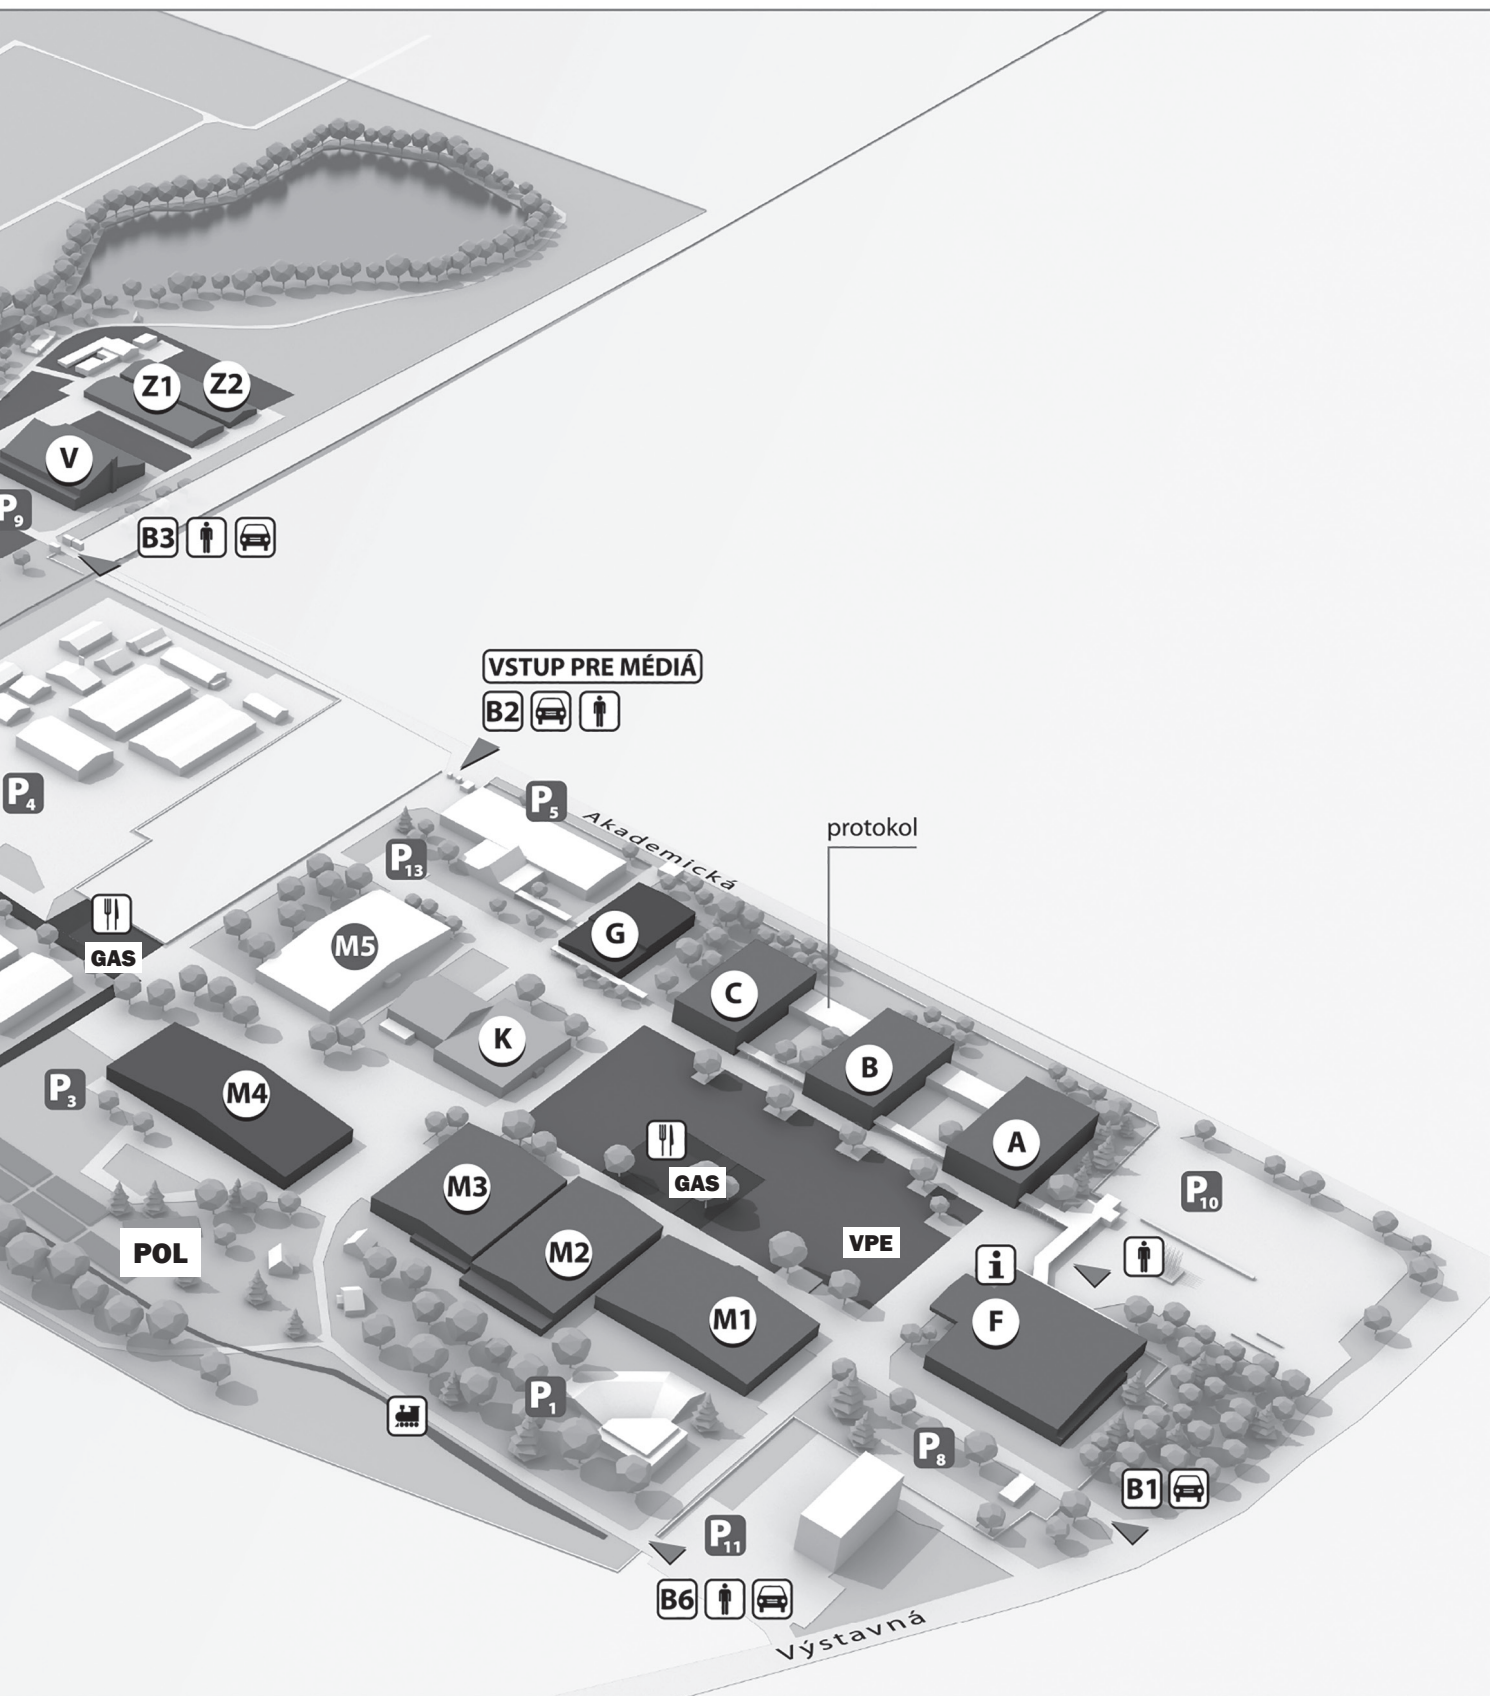 Z1
Z2
V
P9
B3
VSTUP PRE MÉDIÁ
B2
P4
P5
Akademická
protokol
P13
GAS
G
M5
C
K
B
P3
M4
A
M3
GAS
P10
POL
M2
VPE
i
F
M1
P1
P8
B1
P11
B6
Výstavná